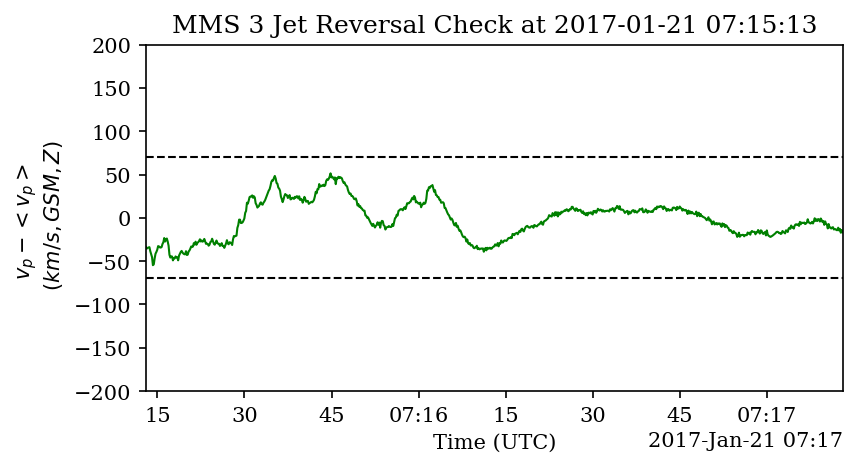 MMS 3 Jet Reversal Check at 2017-01-21 07:15:13
200
150
100
50
0
−50
−100
−150
−200
v_p − < v_p >
(km/s, GSM, Z)
15 30 45 07:16 15 30 45 07:17
Time (UTC)
2017-Jan-21 07:17